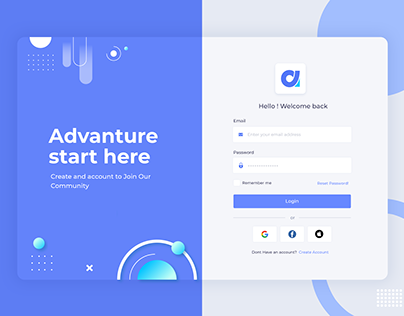 Advanture
start here
Create and account to Join Our
Community
Hello ! Welcome back
Email
Enter your email address
Password
Remember me
Reset Password
Login
or
Dont Have an account? Create Account